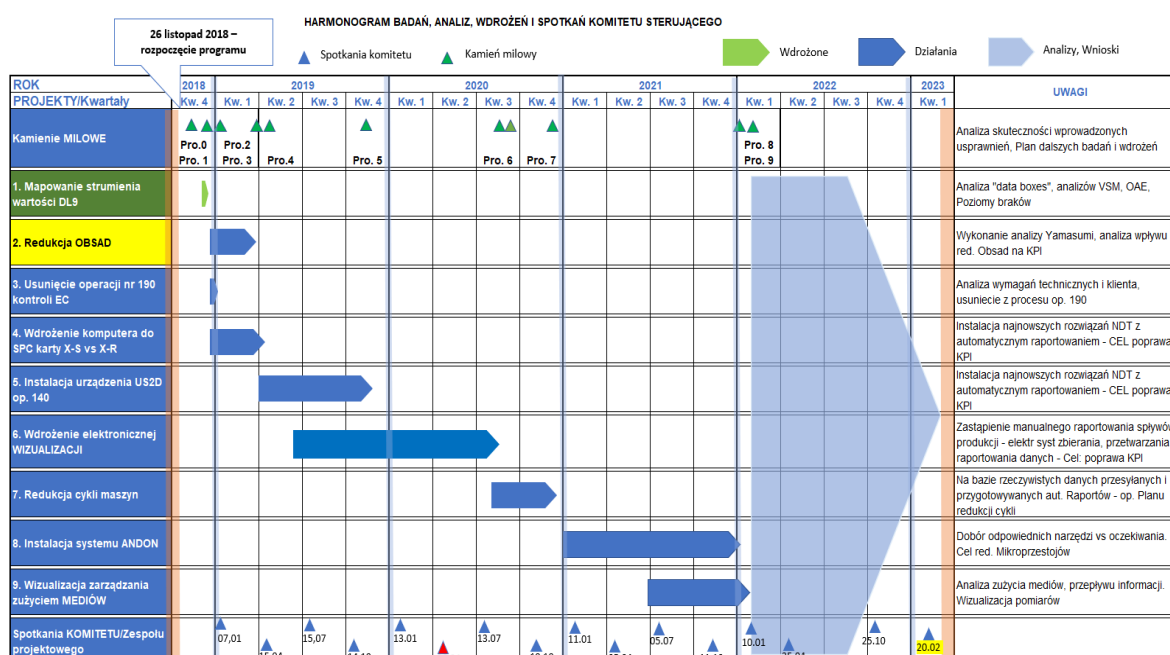 HARMONOGRAM BADAŃ, ANALIZ, WDROŻEŃ I SPOTKAŃ KOMITETU STERUJĄCEGO
26 listopad 2018 –
rozpoczęcie programu
Spotkania komitetu
Kamień milowy
Wdrożone
Działania
Analizy, Wnioski
ROK 2018 2019 2020 2021 2022 2023 UWAGI
PROJEKTY/Kwartały Kw. 4 Kw. 1 Kw. 2 Kw. 3 Kw. 4 Kw. 1 Kw. 2 Kw. 3 Kw. 4 Kw. 1 Kw. 2 Kw. 3 Kw. 4 Kw. 1 Kw. 2 Kw. 3 Kw. 4 Kw. 1
Kamienie MILOWE
Pro.0 Pro.2 Pro. 8
Pro. 1 Pro. 3 Pro.4 Pro. 5 Pro. 6 Pro. 7 Pro. 9
Analiza skuteczności wprowadzonych
usprawnień, Plan dalszych badań i wdrożeń
1. Mapowanie strumienia
wartości DL9
Analiza "data boxes", analizów VSM, OAE,
Poziomy braków
2. Redukcja OBSAD
Wykonanie analizy Yamasumi, analiza wpływu
red. Obsad na KPI
3. Usunięcie operacji nr 190
kontroli EC
Analiza wymagań technicznych i klienta,
usuniecie z procesu op. 190
4. Wdrożenie komputera do
SPC karty X-S vs X-R
Instalacja najnowszych rozwiązań NDT z
automatycznym raportowaniem - CEL poprawa
KPI
5. Instalacja urządzenia US2D
op. 140
Instalacja najnowszych rozwiązań NDT z
automatycznym raportowaniem - CEL poprawa
KPI
6. Wdrożenie elektronicznej
WIZUALIZACJI
Zastąpienie manualnego raportowania spływów
produkcji - elektr syst zbierania, przetwarzania
raportowania danych - Cel: poprawa KPI
7. Redukcja cykli maszyn
Na bazie rzeczywistych danych przesyłanych i
przygotowywanych aut. Raportów - op. Planu
redukcji cykli
8. Instalacja systemu ANDON
Dobór odpowiednich narzędzi vs oczekiwania.
Cel red. Mikroprzestojów
9. Wizualizacja zarządzania
zużyciem MEDIÓW
Analiza zużycia mediów, przepływu informacji.
Wizualizacja pomiarów
Spotkania KOMITETU/Zespołu
projektowego
07,01 15,07 13.01 13.07 11.01 05.07 10.01 25.10 20.02